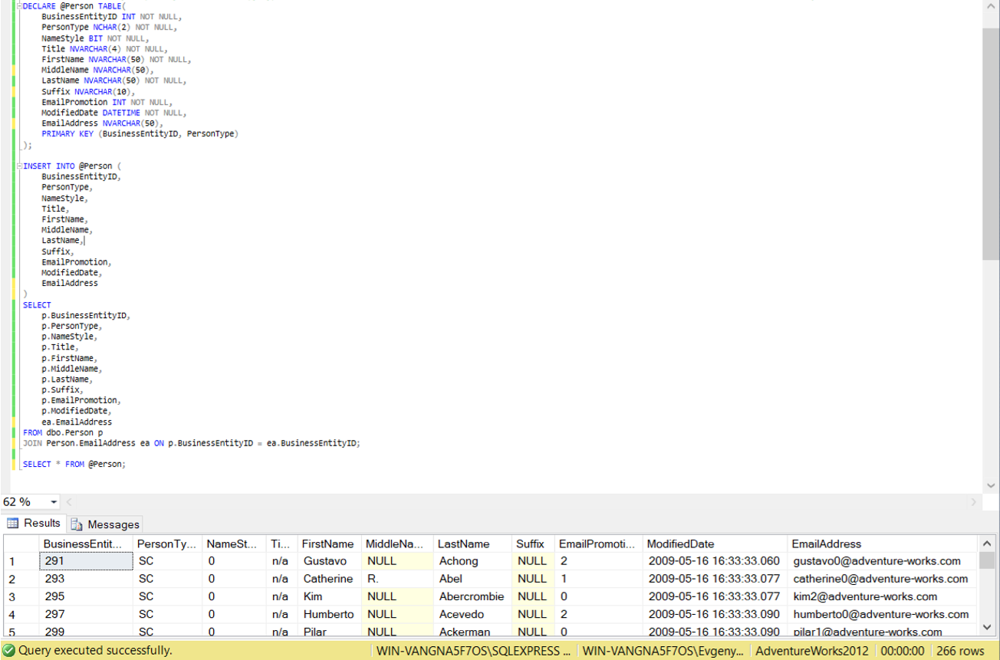 DECLARE @Person TABLE(
BusinessEntityID INT NOT NULL,
PersonType NCHAR(2) NOT NULL,
NameStyle BIT NOT NULL,
Title NVARCHAR(4) NOT NULL,
FirstName NVARCHAR(50) NOT NULL,
MiddleName NVARCHAR(50),
LastName NVARCHAR(50) NOT NULL,
Suffix NVARCHAR(10),
EmailPromotion INT NOT NULL,
ModifiedDate DATETIME NOT NULL,
EmailAddress NVARCHAR(50),
PRIMARY KEY (BusinessEntityID, PersonType)
);
INSERT INTO @Person (
BusinessEntityID,
PersonType,
NameStyle,
Title,
FirstName,
MiddleName,
LastName,
Suffix,
EmailPromotion,
ModifiedDate,
EmailAddress
)
SELECT
p.BusinessEntityID,
p.PersonType,
p.NameStyle,
p.Title,
p.FirstName,
p.MiddleName,
p.LastName,
p.Suffix,
p.EmailPromotion,
p.ModifiedDate,
ea.EmailAddress
FROM dbo.Person p
JOIN Person.EmailAddress ea ON p.BusinessEntityID = ea.BusinessEntityID;
SELECT * FROM @Person;
62 %
Results Messages
BusinessEntit... PersonTy... NameSt... Ti... FirstName MiddleNa... LastName Suffix EmailPromoti... ModifiedDate EmailAddress
1 291 SC 0 n/a Gustavo NULL Achong NULL 2 2009-05-16 16:33:33.060 gustavo0@adventure-works.com
2 293 SC 0 n/a Catherine R. Abel NULL 1 2009-05-16 16:33:33.077 catherine0@adventure-works.com
3 295 SC 0 n/a Kim NULL Abercrombie NULL 0 2009-05-16 16:33:33.077 kim2@adventure-works.com
4 297 SC 0 n/a Humberto NULL Acevedo NULL 2 2009-05-16 16:33:33.090 humberto0@adventure-works.com
5 299 SC 0 n/a Pilar NULL Ackerman NULL 0 2009-05-16 16:33:33.090 pilar1@adventure-works.com
Query executed successfully. WIN-VANGNA5F7OS\SQLEXPRESS ... WIN-VANGNA5F7OS\Evgeny... AdventureWorks2012 00:00:00 266 rows